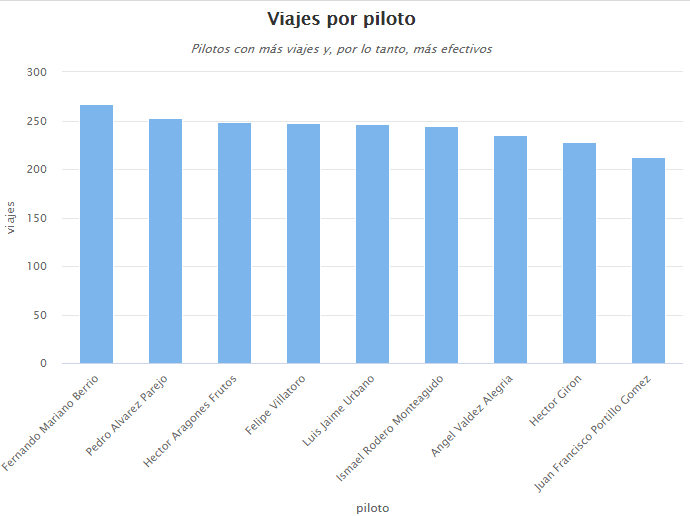 Viajes por piloto
Pilotos con más viajes y, por lo tanto, más efectivos
300
250
200
150
100
50
0
viajes
Fernando Mariano Berrio
Pedro Alvarez Parejo
Hector Aragones Frutos
Felipe Villatoro
Luis Jaime Urbano
Ismael Rodero Monteagudo
Angel Valdez Alegria
Hector Giron
Juan Francisco Portillo Gomez
piloto